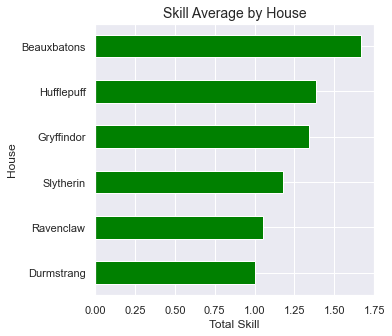 Skill Average by House
Beauxbatons
Hufflepuff
Gryffindor
Slytherin
Ravenclaw
Durmstrang
House
0.00 0.25 0.50 0.75 1.00 1.25 1.50 1.75
Total Skill